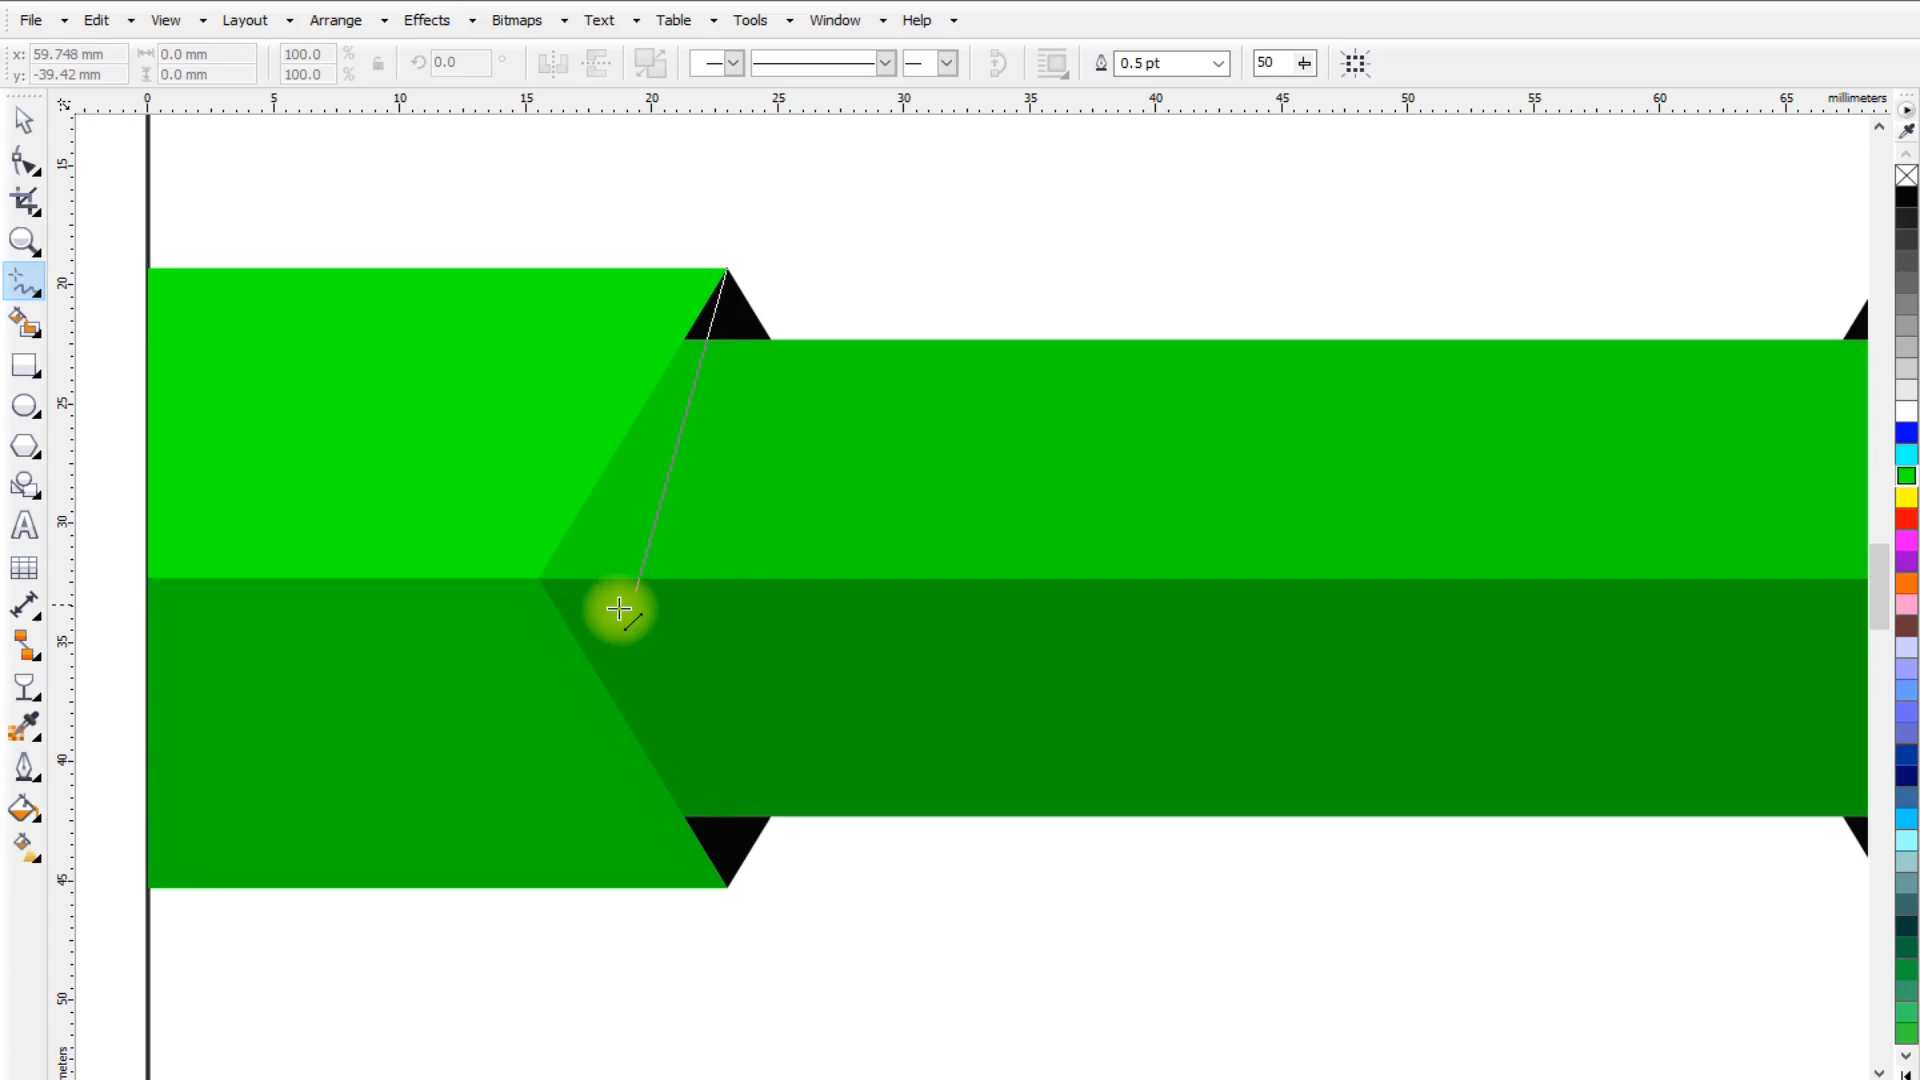 File Edit View Layout Arrange Effects Bitmaps Text Table Tools Window Help
x: 59.748 mm 0.0 mm 100.0 % 0.0 ° 0.5 pt 50
y: -39.42 mm 0.0 mm 100.0 %
0 5 10 15 20 25 30 35 40 45 50 55 60 65 millimeters
15
20
25
30
35
40
45
50
meters